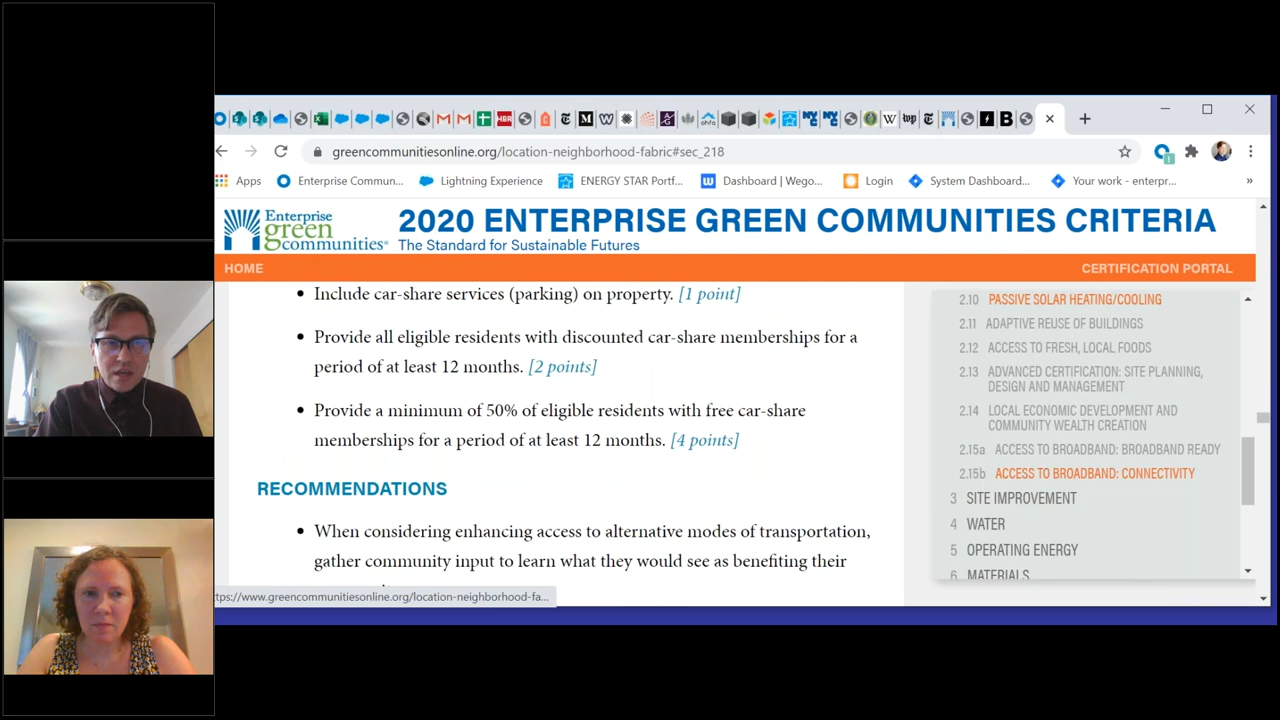 greencommunitiesonline.org/location-neighborhood-fabric#sec_218
Apps
Enterprise Commun...
Lightning Experience
ENERGY STAR Portf...
Dashboard | Wego...
Login
System Dashboard...
Your work - enterpr...
»
Enterprise
green
communities®
2020 ENTERPRISE GREEN COMMUNITIES CRITERIA
The Standard for Sustainable Futures
HOME
CERTIFICATION PORTAL
• Include car-share services (parking) on property. [1 point]
• Provide all eligible residents with discounted car-share memberships for a
period of at least 12 months. [2 points]
• Provide a minimum of 50% of eligible residents with free car-share
memberships for a period of at least 12 months. [4 points]
RECOMMENDATIONS
• When considering enhancing access to alternative modes of transportation,
gather community input to learn what they would see as benefiting their
2.10 PASSIVE SOLAR HEATING/COOLING
2.11 ADAPTIVE REUSE OF BUILDINGS
2.12 ACCESS TO FRESH, LOCAL FOODS
2.13 ADVANCED CERTIFICATION: SITE PLANNING,
DESIGN AND MANAGEMENT
2.14 LOCAL ECONOMIC DEVELOPMENT AND
COMMUNITY WEALTH CREATION
2.15a ACCESS TO BROADBAND: BROADBAND READY
2.15b ACCESS TO BROADBAND: CONNECTIVITY
3 SITE IMPROVEMENT
4 WATER
5 OPERATING ENERGY
6 MATERIALS
ttps://www.greencommunitiesonline.org/location-neighborhood-fa...